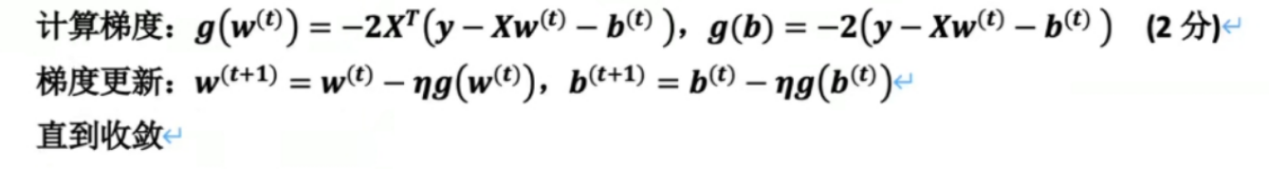 计算梯度：g(w⁽ᵗ⁾) = −2Xᵀ(y − Xw⁽ᵗ⁾ − b⁽ᵗ⁾ )，g(b) = −2(y − Xw⁽ᵗ⁾ − b⁽ᵗ⁾ ) (2 分)↵
梯度更新：w⁽ᵗ⁺¹⁾ = w⁽ᵗ⁾ − ηg(w⁽ᵗ⁾)，b⁽ᵗ⁺¹⁾ = b⁽ᵗ⁾ − ηg(b⁽ᵗ⁾)↵
直到收敛↵